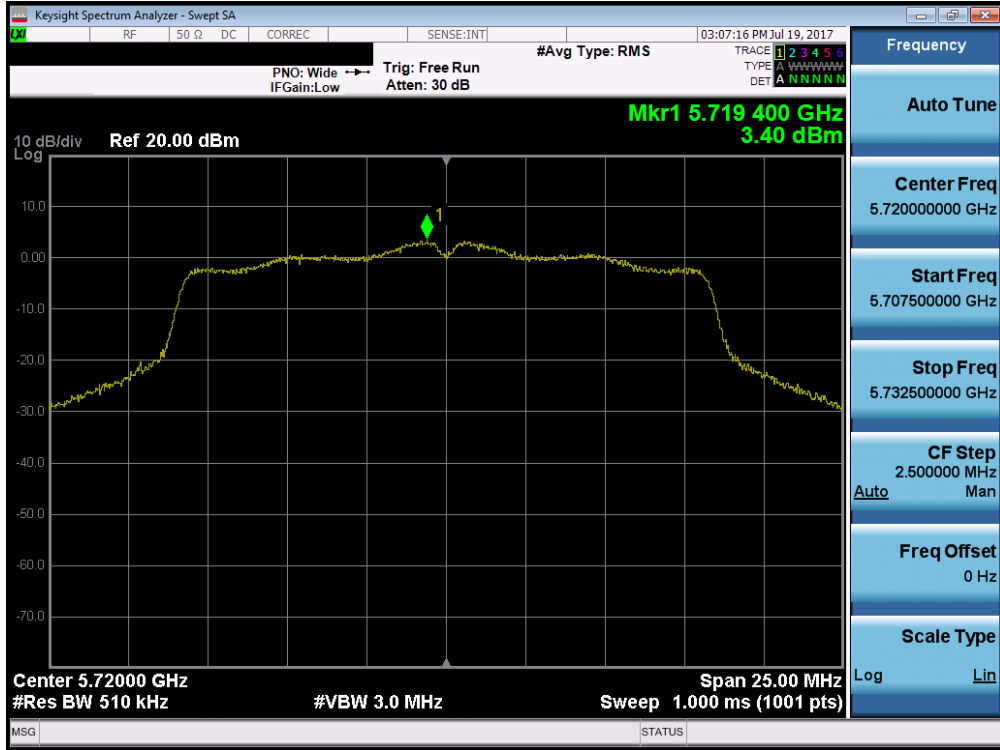 Keysight Spectrum Analyzer - Swept SA
LXI RF 50 Ω DC CORREC SENSE:INT 03:07:16 PM Jul 19, 2017
#Avg Type: RMS TRACE 1 2 3 4 5 6
PNO: Wide Trig: Free Run TYPE A WWWWW
IFGain:Low Atten: 30 dB DET A N N N N N
Mkr1 5.719 400 GHz
10 dB/div Ref 20.00 dBm 3.40 dBm
Log
1
10.0
0.00
-10.0
-20.0
-30.0
-40.0
-50.0
-60.0
-70.0
Center 5.72000 GHz Span 25.00 MHz
#Res BW 510 kHz #VBW 3.0 MHz Sweep 1.000 ms (1001 pts)
MSG STATUS
Frequency
Auto Tune
Center Freq
5.720000000 GHz
Start Freq
5.707500000 GHz
Stop Freq
5.732500000 GHz
CF Step
2.500000 MHz
Auto Man
Freq Offset
0 Hz
Scale Type
Log Lin